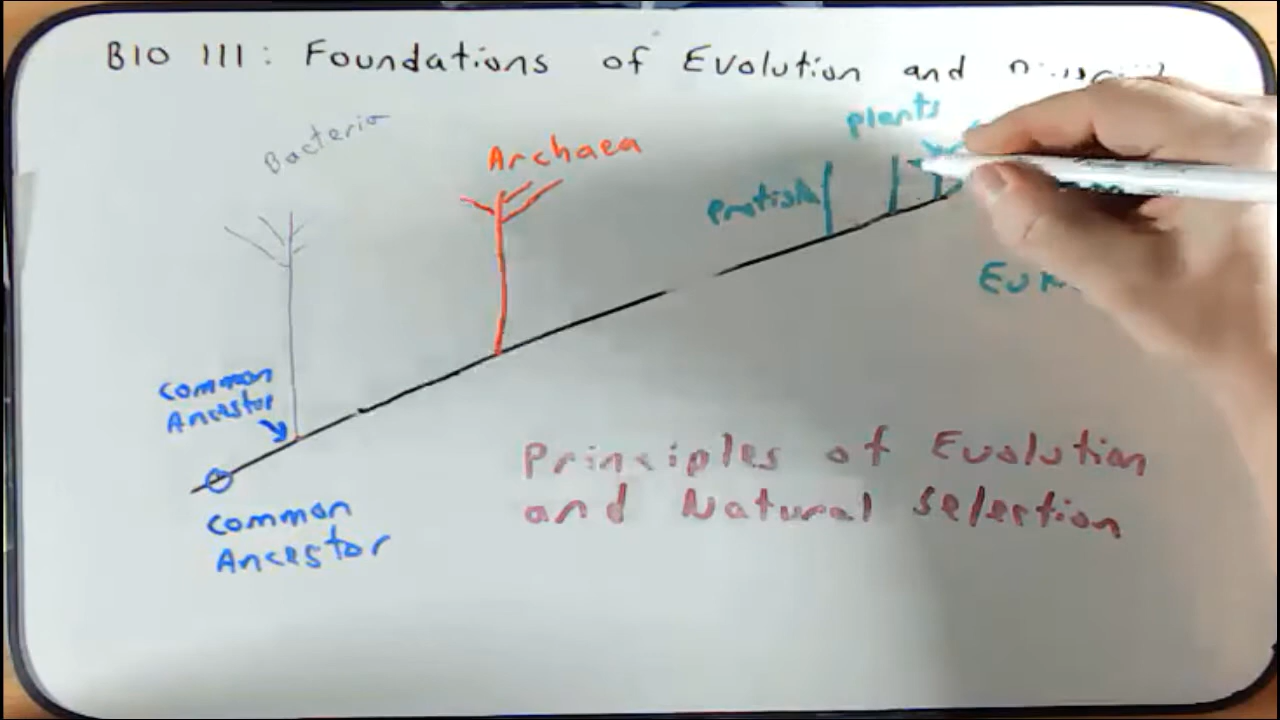 BIO 111: Foundations of Evolution and
plants
Bacteria
Archaea
protists
Common
Ancestor
Common
Ancestor
Principles of Evolution
and Natural selection